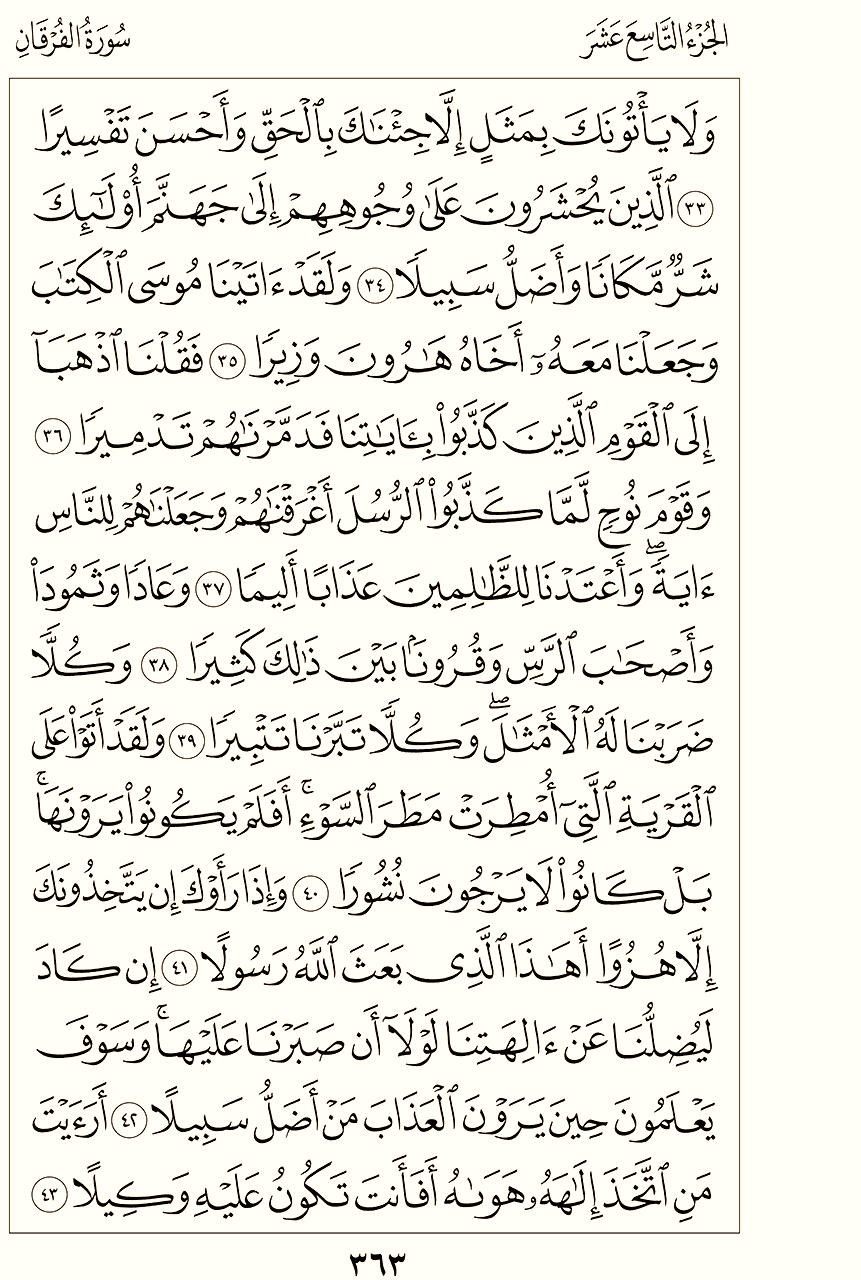 الجُزْءُ التَّاسِعَ عَشَرَ
سُورَةُ الفُرْقَانِ
وَلَا يَأْتُونَكَ بِمَثَلٍ إِلَّا جِئْنَٰكَ بِٱلْحَقِّ وَأَحْسَنَ تَفْسِيرًا
٣٣ ٱلَّذِينَ يُحْشَرُونَ عَلَىٰ وُجُوهِهِمْ إِلَىٰ جَهَنَّمَ أُو۟لَٰٓئِكَ
شَرٌّ مَّكَانًا وَأَضَلُّ سَبِيلًا ٣٤ وَلَقَدْ ءَاتَيْنَا مُوسَى ٱلْكِتَٰبَ
وَجَعَلْنَا مَعَهُۥٓ أَخَاهُ هَٰرُونَ وَزِيرًا ٣٥ فَقُلْنَا ٱذْهَبَآ
إِلَى ٱلْقَوْمِ ٱلَّذِينَ كَذَّبُوا۟ بِـَٔايَٰتِنَا فَدَمَّرْنَٰهُمْ تَدْمِيرًا ٣٦
وَقَوْمَ نُوحٍ لَّمَّا كَذَّبُوا۟ ٱلرُّسُلَ أَغْرَقْنَٰهُمْ وَجَعَلْنَٰهُمْ لِلنَّاسِ
ءَايَةًۖ وَأَعْتَدْنَا لِلظَّٰلِمِينَ عَذَابًا أَلِيمًا ٣٧ وَعَادًا وَثَمُودَا۟
وَأَصْحَٰبَ ٱلرَّسِّ وَقُرُونًۢا بَيْنَ ذَٰلِكَ كَثِيرًا ٣٨ وَكُلًّا
ضَرَبْنَا لَهُ ٱلْأَمْثَٰلَۖ وَكُلًّا تَبَّرْنَا تَتْبِيرًا ٣٩ وَلَقَدْ أَتَوْا۟ عَلَى
ٱلْقَرْيَةِ ٱلَّتِىٓ أُمْطِرَتْ مَطَرَ ٱلسَّوْءِۚ أَفَلَمْ يَكُونُوا۟ يَرَوْنَهَاۚ
بَلْ كَانُوا۟ لَا يَرْجُونَ نُشُورًا ٤٠ وَإِذَا رَأَوْكَ إِن يَتَّخِذُونَكَ
إِلَّا هُزُوًا أَهَٰذَا ٱلَّذِى بَعَثَ ٱللَّهُ رَسُولًا ٤١ إِن كَادَ
لَيُضِلُّنَا عَنْ ءَالِهَتِنَا لَوْلَآ أَن صَبَرْنَا عَلَيْهَاۚ وَسَوْفَ
يَعْلَمُونَ حِينَ يَرَوْنَ ٱلْعَذَابَ مَنْ أَضَلُّ سَبِيلًا ٤٢ أَرَءَيْتَ
مَنِ ٱتَّخَذَ إِلَٰهَهُۥ هَوَىٰهُ أَفَأَنتَ تَكُونُ عَلَيْهِ وَكِيلًا ٤٣
٣٦٣